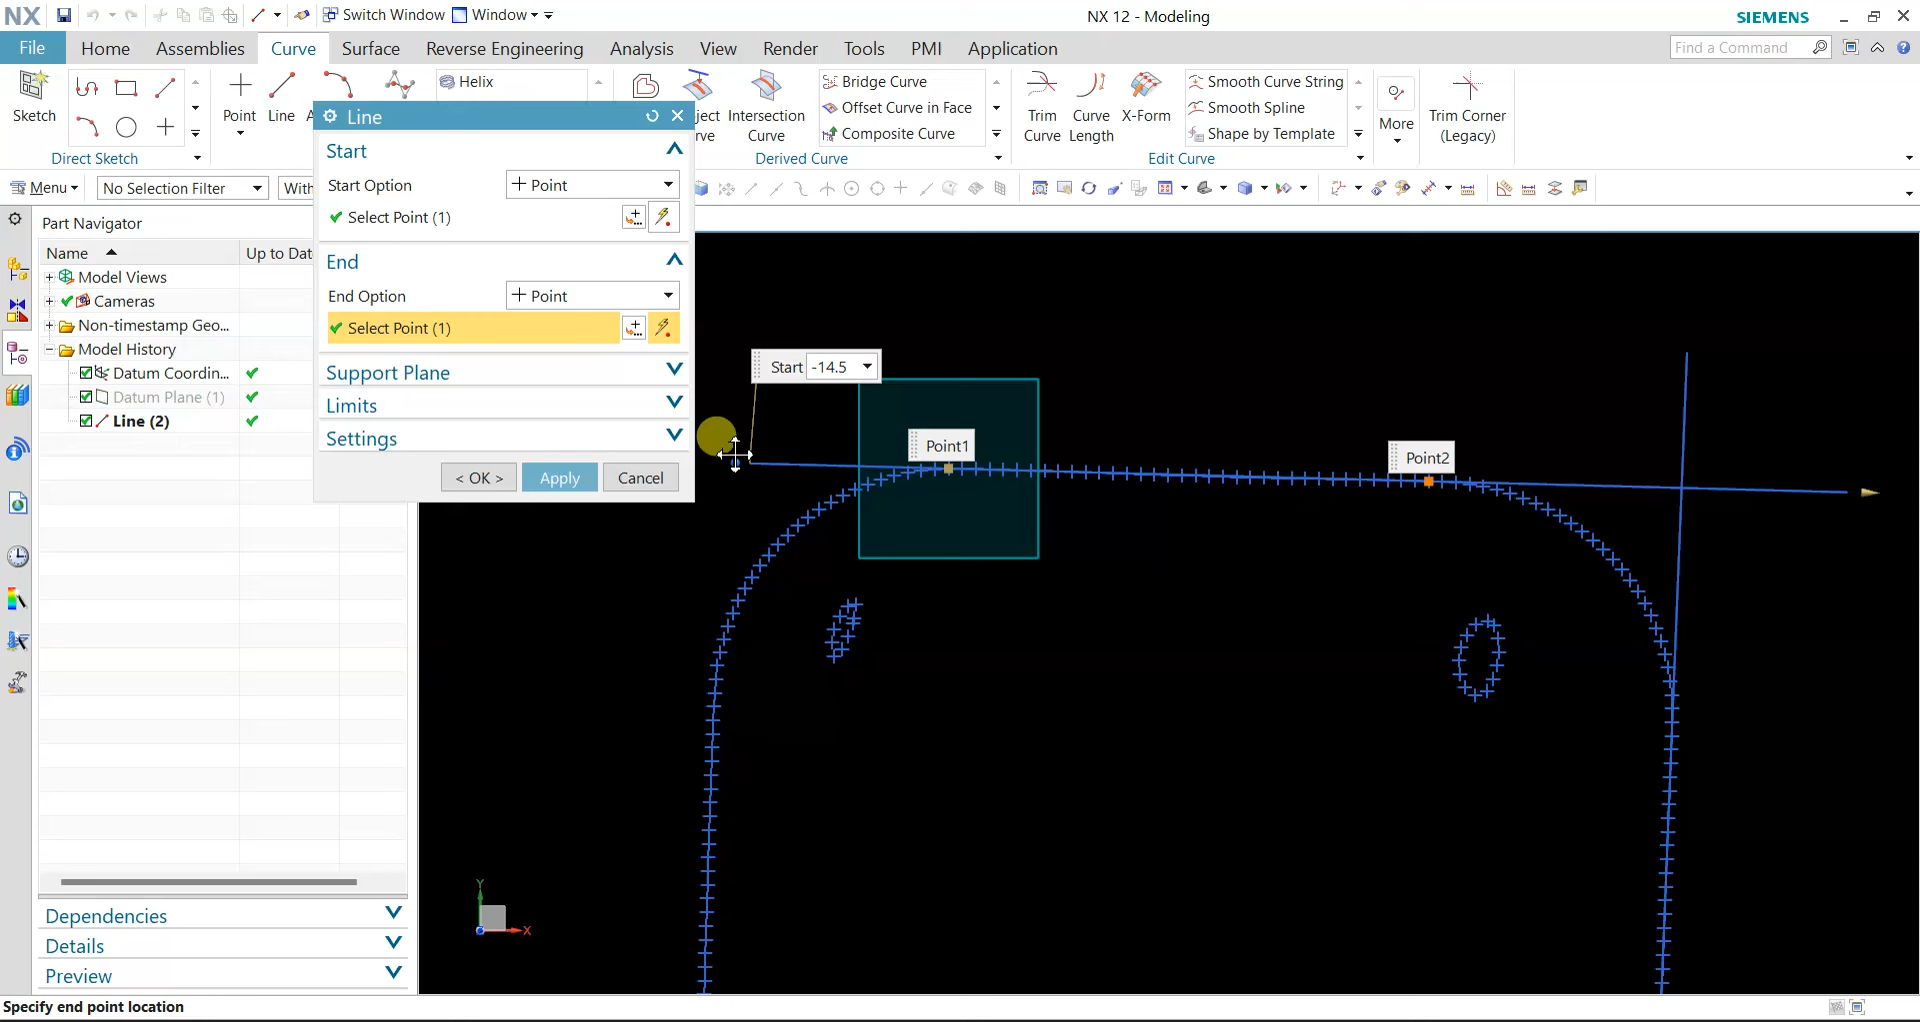 NX
Switch Window
Window
NX 12 - Modeling
SIEMENS
File
Home
Assemblies
Curve
Surface
Reverse Engineering
Analysis
View
Render
Tools
PMI
Application
Find a Command
Sketch
Direct Sketch
Point
Line
A
Helix
ject
rve
Intersection
Curve
Bridge Curve
Offset Curve in Face
Composite Curve
Derived Curve
Trim
Curve
Curve
Length
X-Form
Smooth Curve String
Smooth Spline
Shape by Template
Edit Curve
More
Trim Corner
(Legacy)
Menu
No Selection Filter
With
Part Navigator
Name
Up to Dat
Model Views
Cameras
Non-timestamp Geo...
Model History
Datum Coordin...
Datum Plane (1)
Line (2)
Dependencies
Details
Preview
Line
Start
Start Option
Point
Select Point (1)
End
End Option
Point
Select Point (1)
Support Plane
Limits
Settings
< OK >
Apply
Cancel
Start -14.5
Point1
Point2
Y
X
Specify end point location